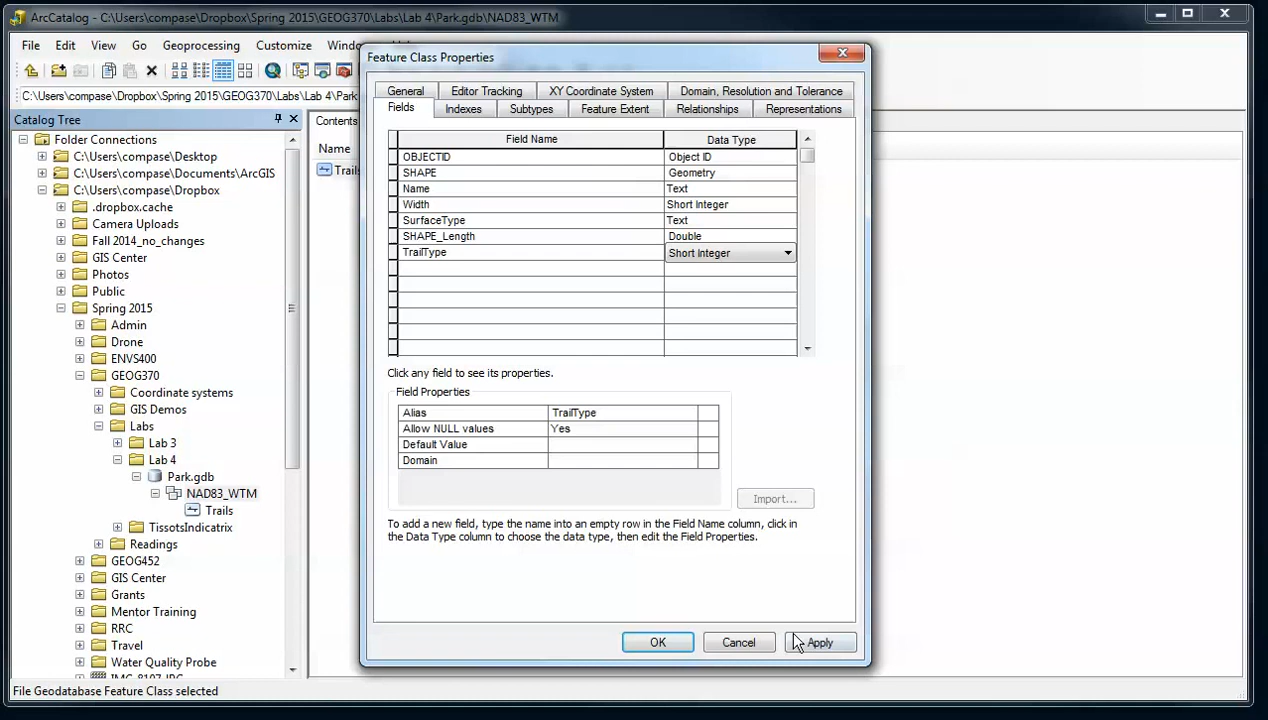 ArcCatalog - C:\Users\compase\Dropbox\Spring 2015\GEOG370\Labs\Lab 4\Park.gdb\NAD83_WTM
File Edit View Go Geoprocessing Customize Windo
C:\Users\compase\Dropbox\Spring 2015\GEOG370\Labs\Lab 4\Park
Catalog Tree
Folder Connections
C:\Users\compase\Desktop
C:\Users\compase\Documents\ArcGIS
C:\Users\compase\Dropbox
.dropbox.cache
Camera Uploads
Fall 2014_no_changes
GIS Center
Photos
Public
Spring 2015
Admin
Drone
ENVS400
GEOG370
Coordinate systems
GIS Demos
Labs
Lab 3
Lab 4
Park.gdb
NAD83_WTM
Trails
TissotsIndicatrix
Readings
GEOG452
GIS Center
Grants
Mentor Training
RRC
Travel
Water Quality Probe
File Geodatabase Feature Class selected
Contents
Name
Trails
Feature Class Properties
General Editor Tracking XY Coordinate System Domain, Resolution and Tolerance
Fields Indexes Subtypes Feature Extent Relationships Representations
Field Name Data Type
OBJECTID Object ID
SHAPE Geometry
Name Text
Width Short Integer
SurfaceType Text
SHAPE_Length Double
TrailType Short Integer
Click any field to see its properties.
Field Properties
Alias TrailType
Allow NULL values Yes
Default Value
Domain
Import...
To add a new field, type the name into an empty row in the Field Name column, click in
the Data Type column to choose the data type, then edit the Field Properties.
OK Cancel Apply